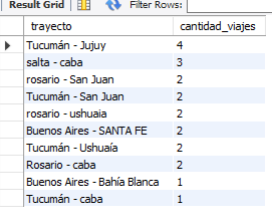 Result Grid Filter Rows:
trayecto cantidad_viajes
Tucumán - Jujuy 4
salta - caba 3
rosario - San Juan 2
Tucumán - San Juan 2
rosario - ushuaia 2
Buenos Aires - SANTA FE 2
Tucumán - Ushuaía 2
Rosario - caba 2
Buenos Aires - Bahía Blanca 1
Tucumán - caba 1